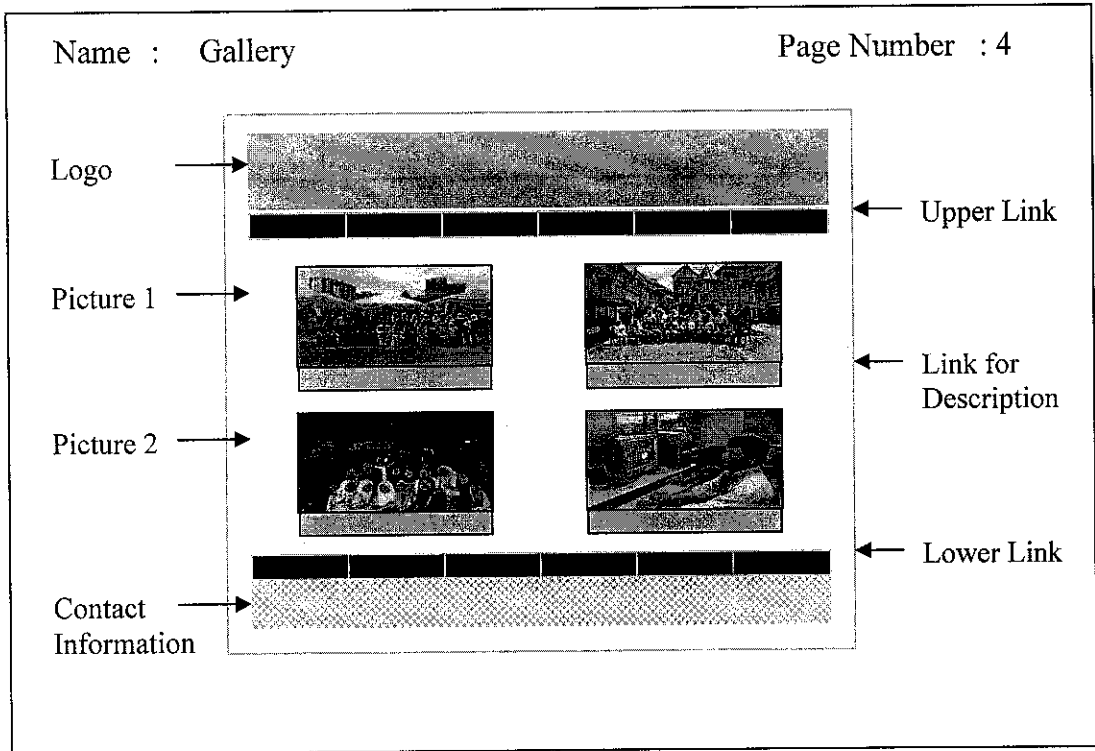 Name : Gallery
Page Number : 4
Logo
Upper Link
Picture 1
Link for
Description
Picture 2
Lower Link
Contact
Information